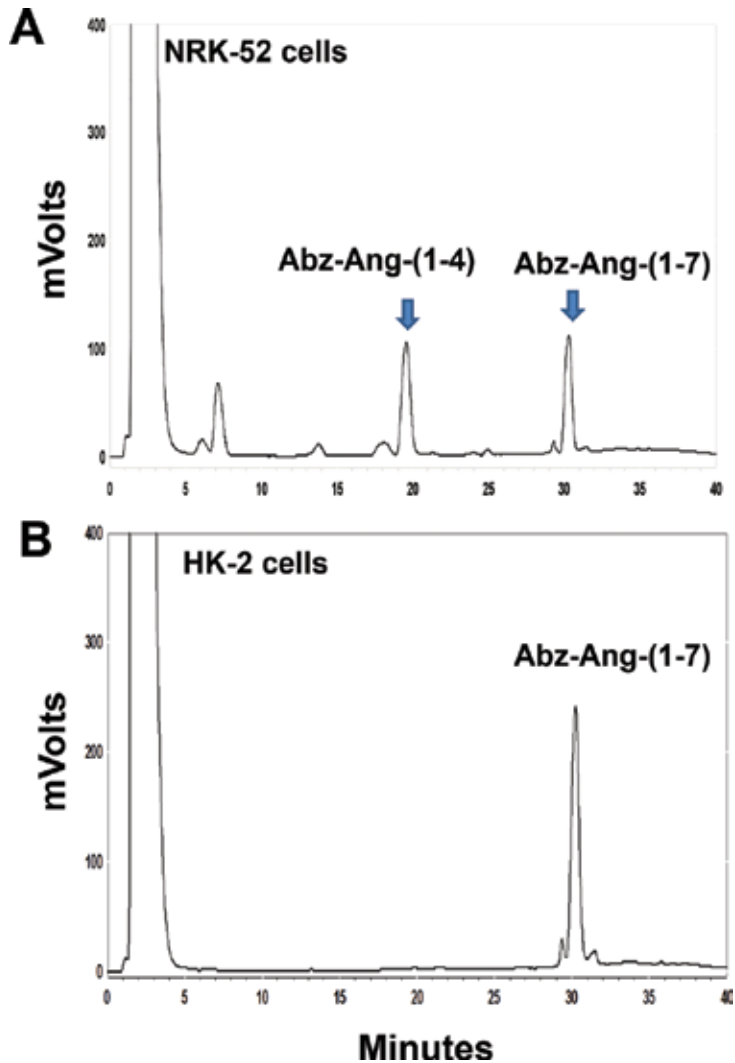 A
NRK-52 cells
400
300
200
100
0
mVolts
Abz-Ang-(1-4)
Abz-Ang-(1-7)
0 5 10 15 20 25 30 35 40
B
HK-2 cells
400
300
200
100
0
mVolts
Abz-Ang-(1-7)
0 5 10 15 20 25 30 35 40
Minutes